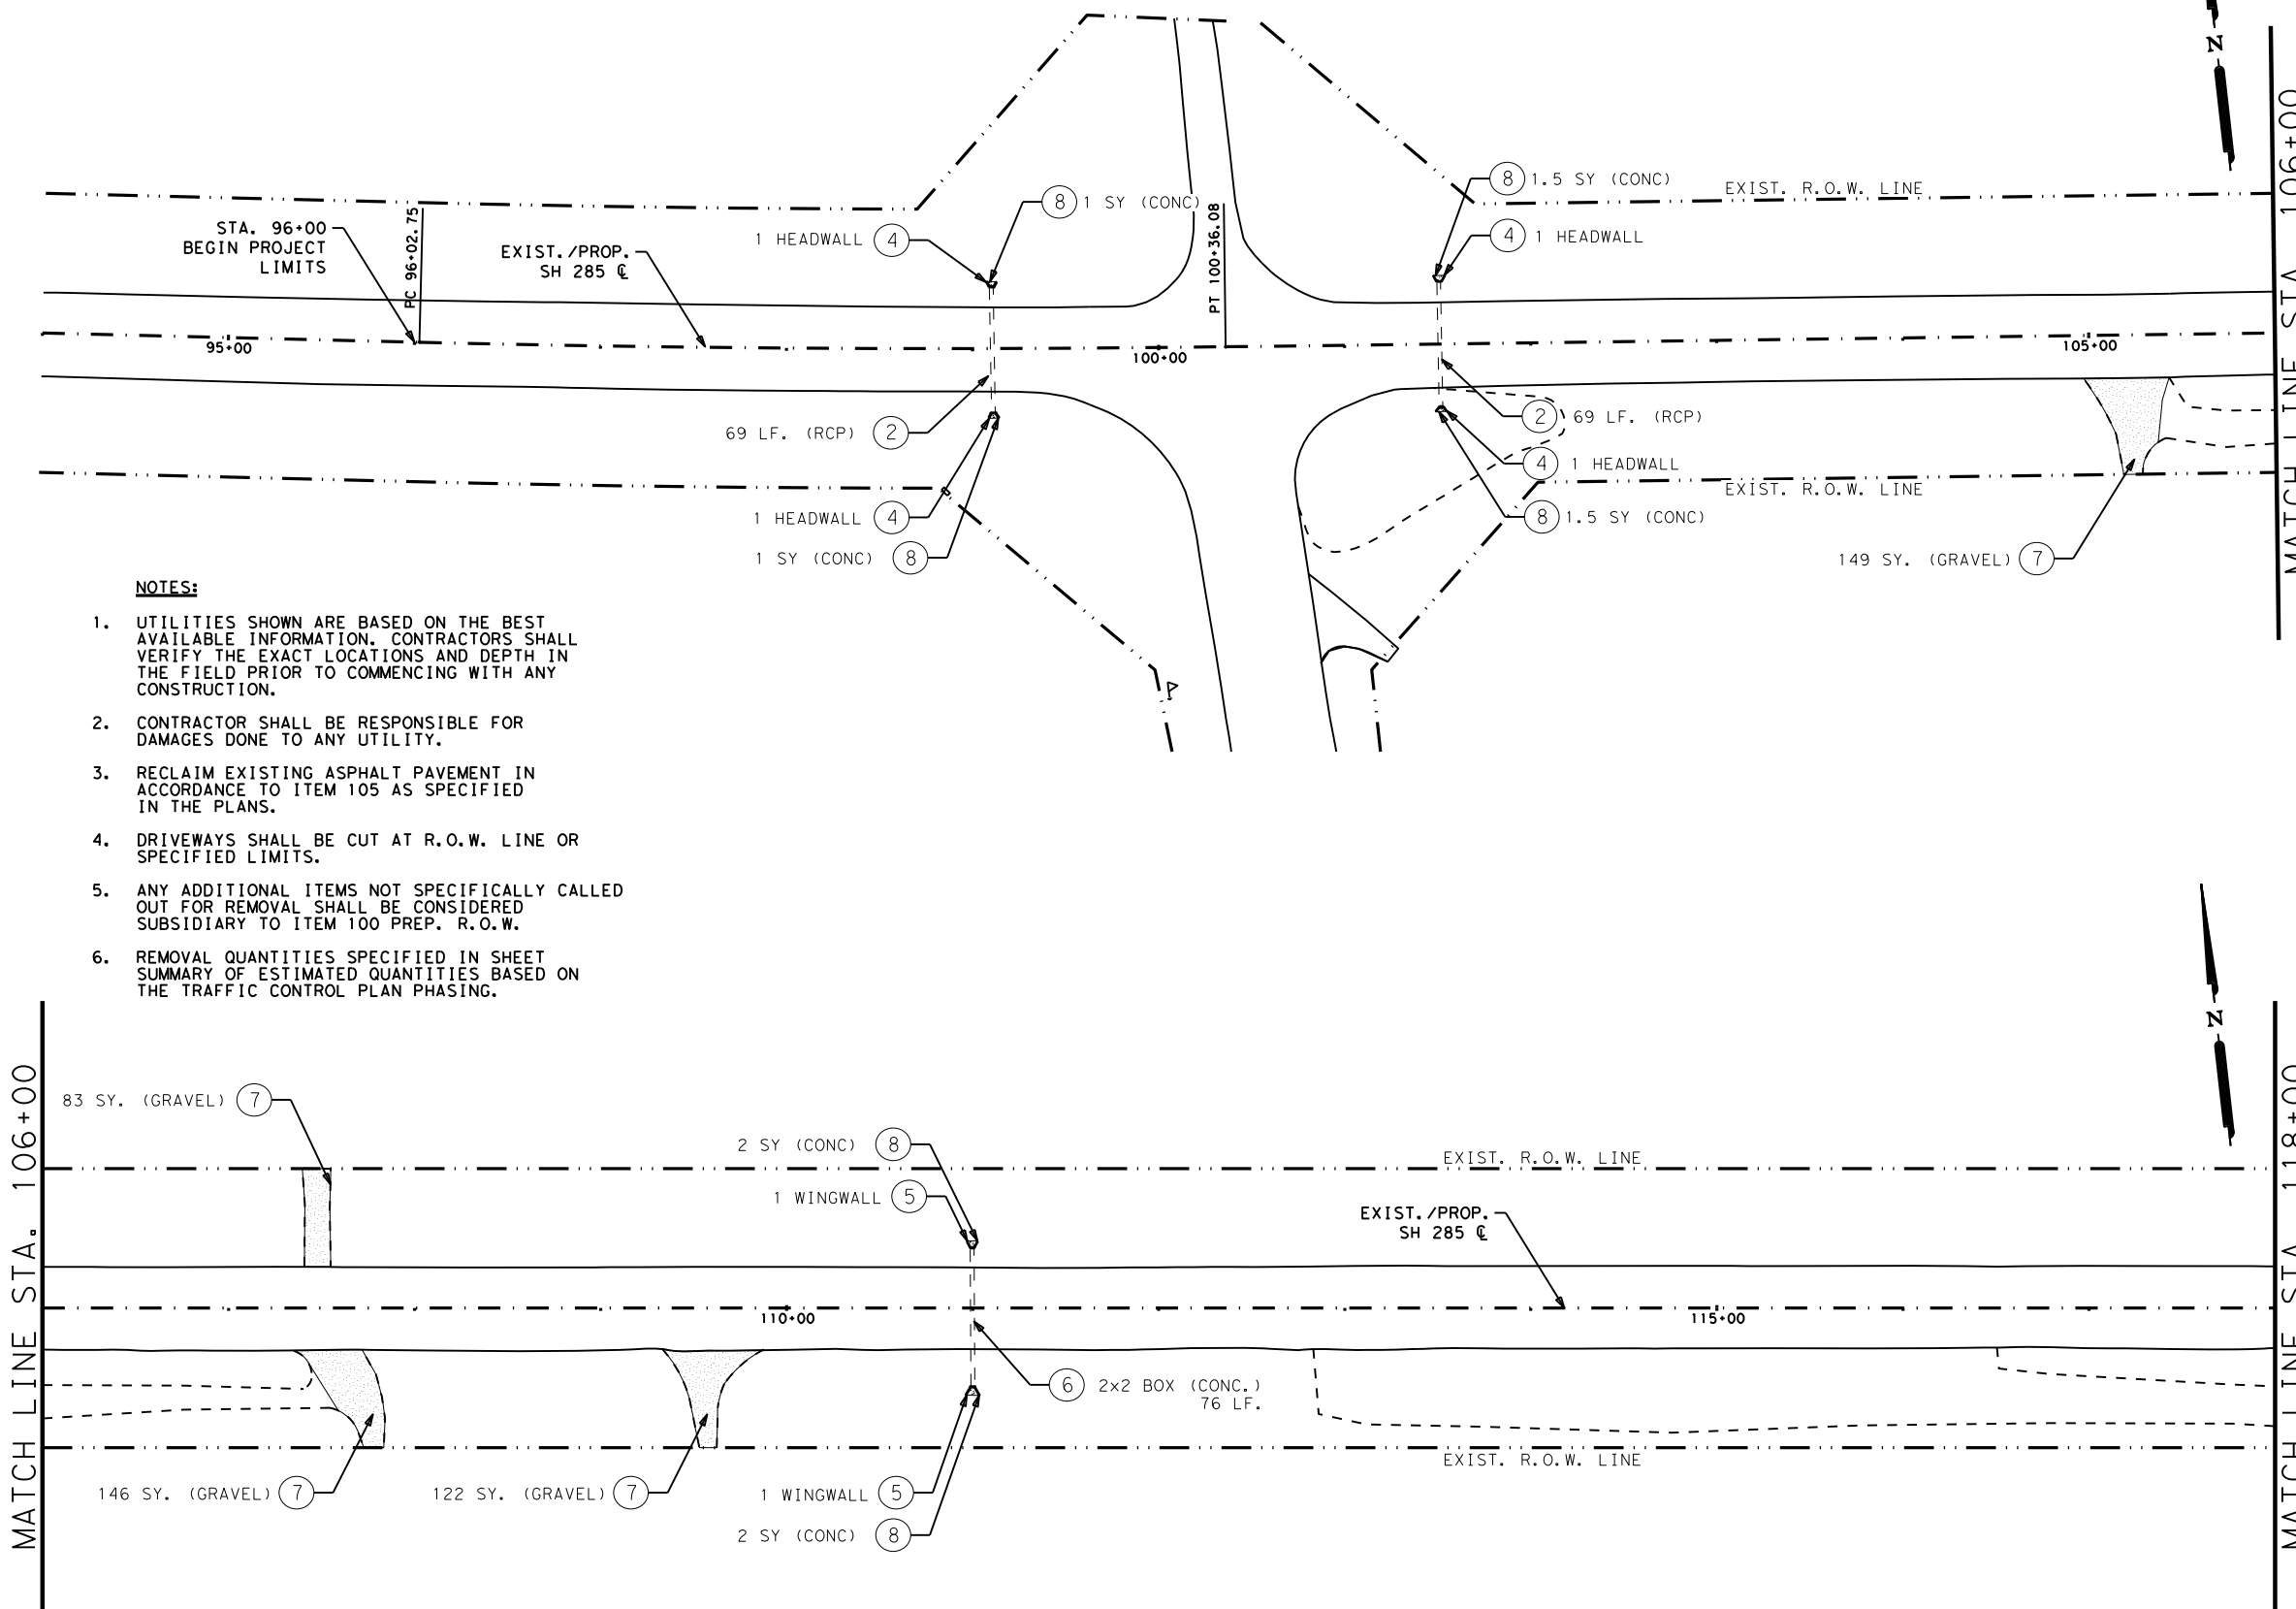 N
MATCH LINE STA. 106+00
8 1.5 SY (CONC)
EXIST. R.O.W. LINE
8 1 SY (CONC)
PC 96+02.75
PT 100+36.08
STA. 96+00
BEGIN PROJECT
LIMITS
1 HEADWALL 4
4 1 HEADWALL
EXIST./PROP.
SH 285 ℄
95+00
100+00
105+00
69 LF. (RCP) 2
2 69 LF. (RCP)
4 1 HEADWALL
EXIST. R.O.W. LINE
1 HEADWALL 4
8 1.5 SY (CONC)
1 SY (CONC) 8
149 SY. (GRAVEL) 7
NOTES:
1. UTILITIES SHOWN ARE BASED ON THE BEST
AVAILABLE INFORMATION. CONTRACTORS SHALL
VERIFY THE EXACT LOCATIONS AND DEPTH IN
THE FIELD PRIOR TO COMMENCING WITH ANY
CONSTRUCTION.
2. CONTRACTOR SHALL BE RESPONSIBLE FOR
DAMAGES DONE TO ANY UTILITY.
3. RECLAIM EXISTING ASPHALT PAVEMENT IN
ACCORDANCE TO ITEM 105 AS SPECIFIED
IN THE PLANS.
4. DRIVEWAYS SHALL BE CUT AT R.O.W. LINE OR
SPECIFIED LIMITS.
5. ANY ADDITIONAL ITEMS NOT SPECIFICALLY CALLED
OUT FOR REMOVAL SHALL BE CONSIDERED
SUBSIDIARY TO ITEM 100 PREP. R.O.W.
6. REMOVAL QUANTITIES SPECIFIED IN SHEET
SUMMARY OF ESTIMATED QUANTITIES BASED ON
THE TRAFFIC CONTROL PLAN PHASING.
N
MATCH LINE STA. 106+00
MATCH LINE STA 118+00
83 SY. (GRAVEL) 7
2 SY (CONC) 8
EXIST. R.O.W. LINE
1 WINGWALL 5
EXIST./PROP.
SH 285 ℄
110+00
115+00
6 2x2 BOX (CONC.)
76 LF.
EXIST. R.O.W. LINE
146 SY. (GRAVEL) 7
122 SY. (GRAVEL) 7
1 WINGWALL 5
2 SY (CONC) 8